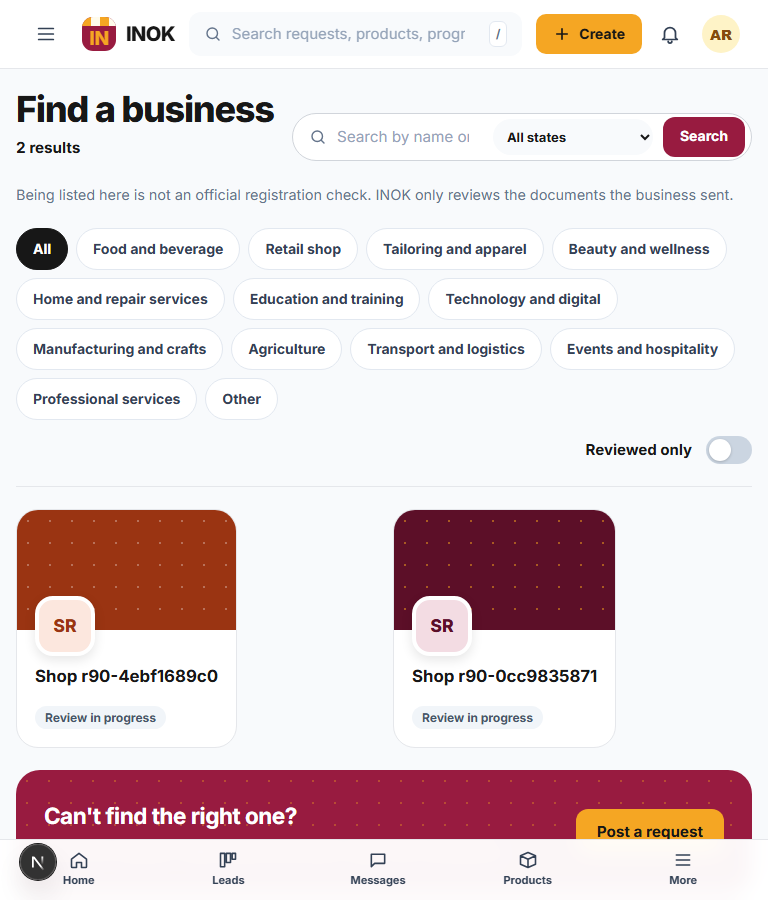 IN INOK
Search requests, products, progr
/
Create
AR
Find a business
2 results
Search by name or
All states
Search
Being listed here is not an official registration check. INOK only reviews the documents the business sent.
All
Food and beverage
Retail shop
Tailoring and apparel
Beauty and wellness
Home and repair services
Education and training
Technology and digital
Manufacturing and crafts
Agriculture
Transport and logistics
Events and hospitality
Professional services
Other
Reviewed only
SR
Shop r90-4ebf1689c0
Review in progress
SR
Shop r90-0cc9835871
Review in progress
Can't find the right one?
Post a request
N
Home
Leads
Messages
Products
More